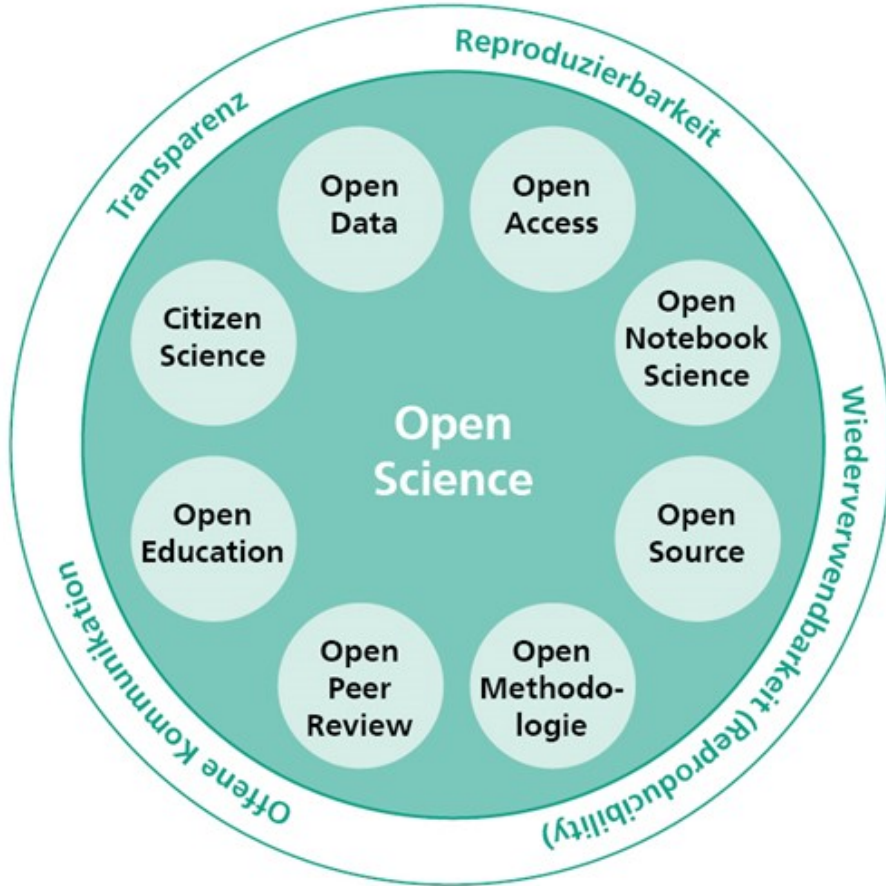 Transparenz
Reproduzierbarkeit
Wiederverwendbarkeit (Reproducibility)
Offene Kommunikation
Open
Data
Open
Access
Citizen
Science
Open
Notebook
Science
Open
Science
Open
Education
Open
Source
Open
Peer
Review
Open
Methodo-
logie